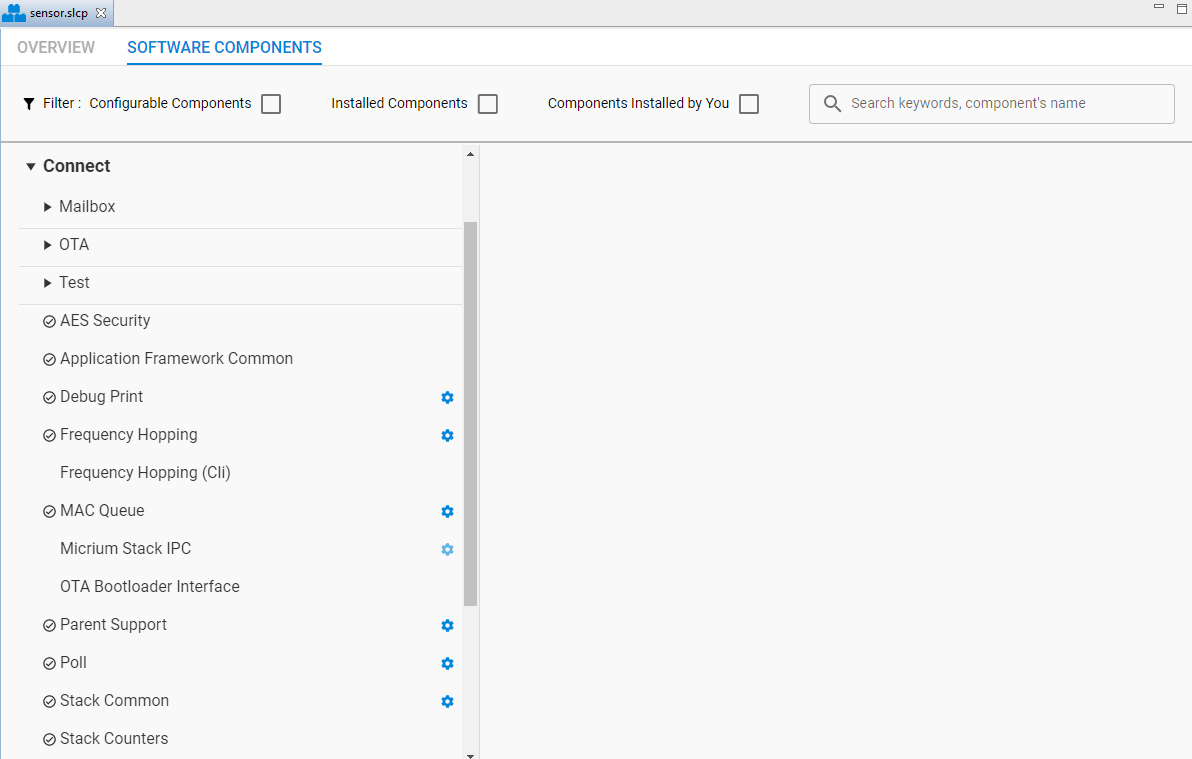 sensor.slcp
OVERVIEW
SOFTWARE COMPONENTS
Filter : Configurable Components
Installed Components
Components Installed by You
Search keywords, component's name
Connect
Mailbox
OTA
Test
AES Security
Application Framework Common
Debug Print
Frequency Hopping
Frequency Hopping (Cli)
MAC Queue
Micrium Stack IPC
OTA Bootloader Interface
Parent Support
Poll
Stack Common
Stack Counters